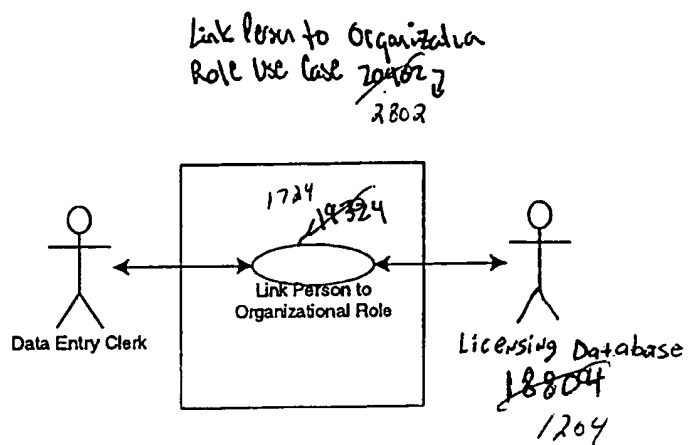 Link Person to Organization
Role Use Case 20402
2802
1724
19324
Link Person to
Organizational Role
Data Entry Clerk
Licensing Database
18804
1204